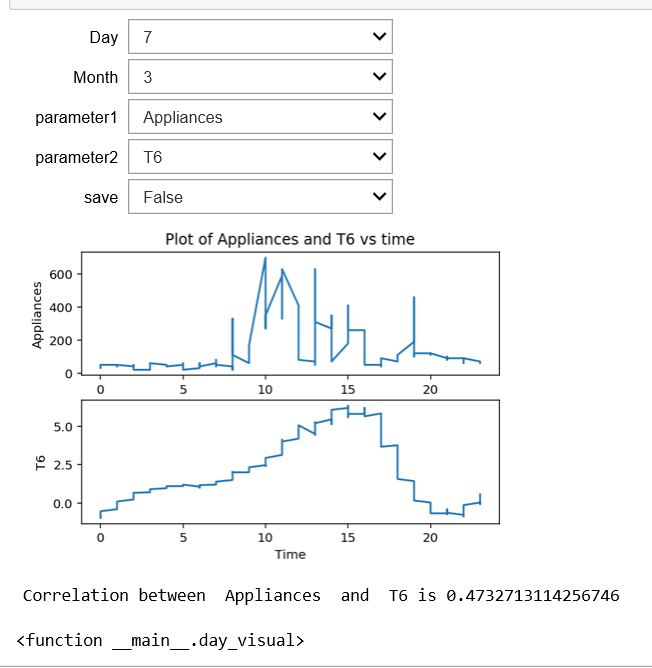 Day 7
Month 3
parameter1 Appliances
parameter2 T6
save False
Plot of Appliances and T6 vs time
Appliances
600
400
200
0
0 5 10 15 20
T6
5.0
2.5
0.0
0 5 10 15 20
Time
Correlation between  Appliances  and  T6 is 0.4732713114256746
<function __main__.day_visual>